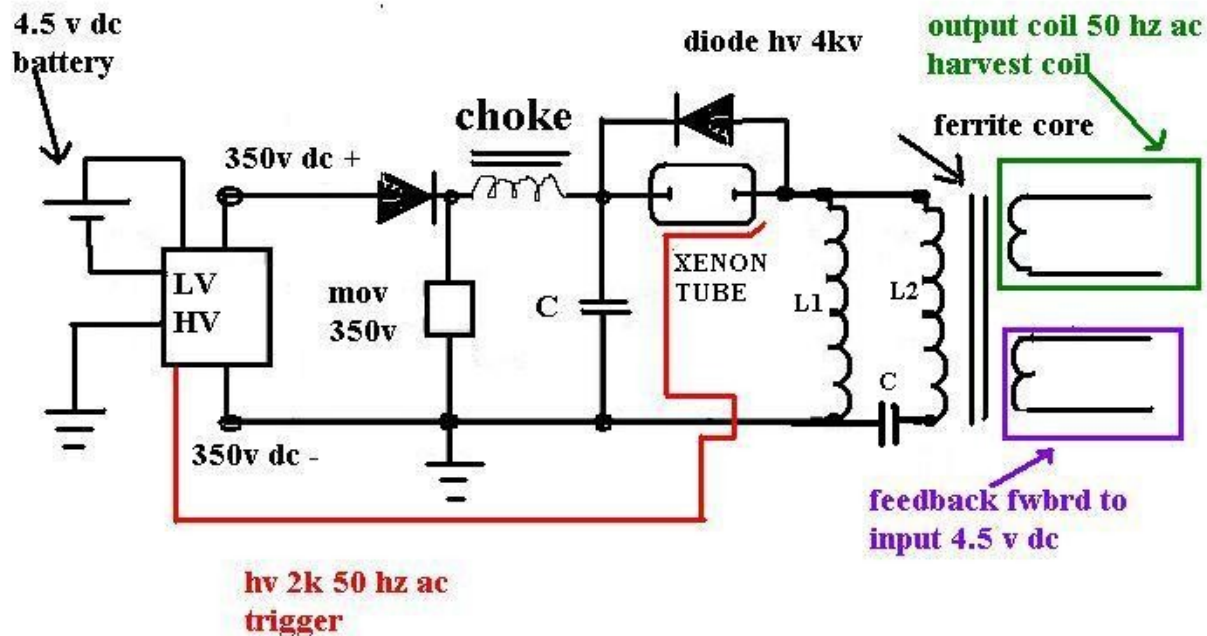 4.5 v dc
battery
diode hv 4kv
output coil 50 hz ac
harvest coil
choke
ferrite core
350v dc +
LV
HV
mov
350v
C
XENON
TUBE
L1
L2
C
350v dc -
feedback fwbrd to
input 4.5 v dc
hv 2k 50 hz ac
trigger